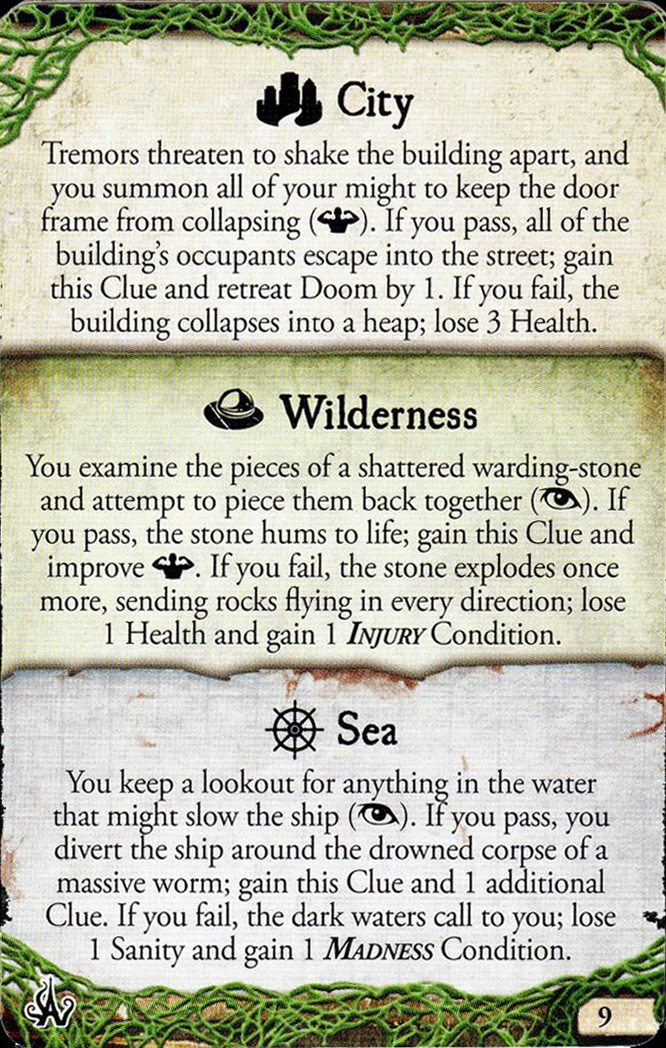 City
Tremors threaten to shake the building apart, and
you summon all of your might to keep the door
frame from collapsing (). If you pass, all of the
building's occupants escape into the street; gain
this Clue and retreat Doom by 1. If you fail, the
building collapses into a heap; lose 3 Health.
Wilderness
You examine the pieces of a shattered warding-stone
and attempt to piece them back together (). If
you pass, the stone hums to life; gain this Clue and
improve . If you fail, the stone explodes once
more, sending rocks flying in every direction; lose
1 Health and gain 1 INJURY Condition.
Sea
You keep a lookout for anything in the water
that might slow the ship (). If you pass, you
divert the ship around the drowned corpse of a
massive worm; gain this Clue and 1 additional
Clue. If you fail, the dark waters call to you; lose
1 Sanity and gain 1 MADNESS Condition.
9